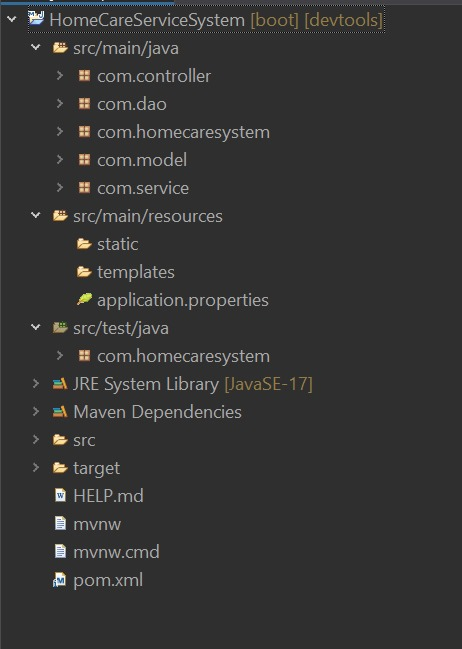 HomeCareServiceSystem [boot] [devtools]
src/main/java
com.controller
com.dao
com.homecaresystem
com.model
com.service
src/main/resources
static
templates
application.properties
src/test/java
com.homecaresystem
JRE System Library [JavaSE-17]
Maven Dependencies
src
target
HELP.md
mvnw
mvnw.cmd
pom.xml